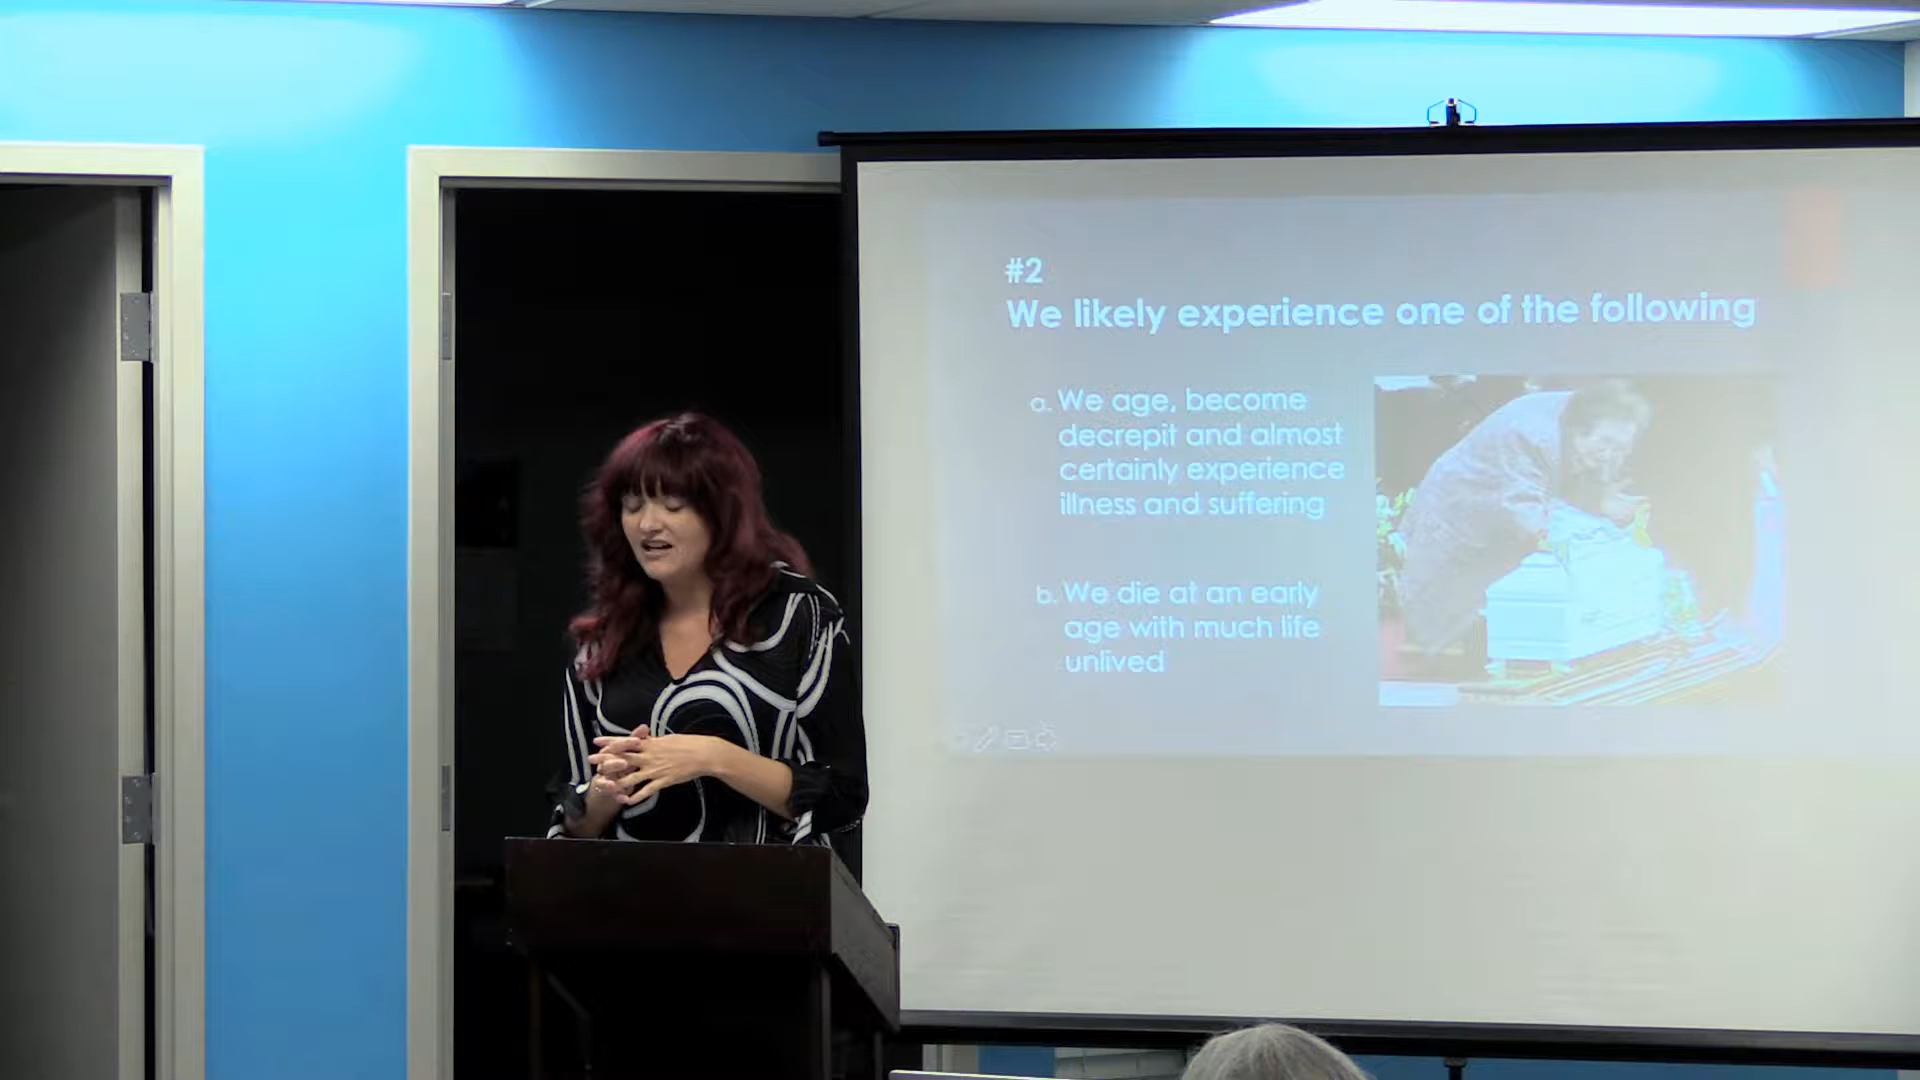 #2
We likely experience one of the following
a. We age, become
decrepit and almost
certainly experience
illness and suffering
b. We die at an early
age with much life
unlived